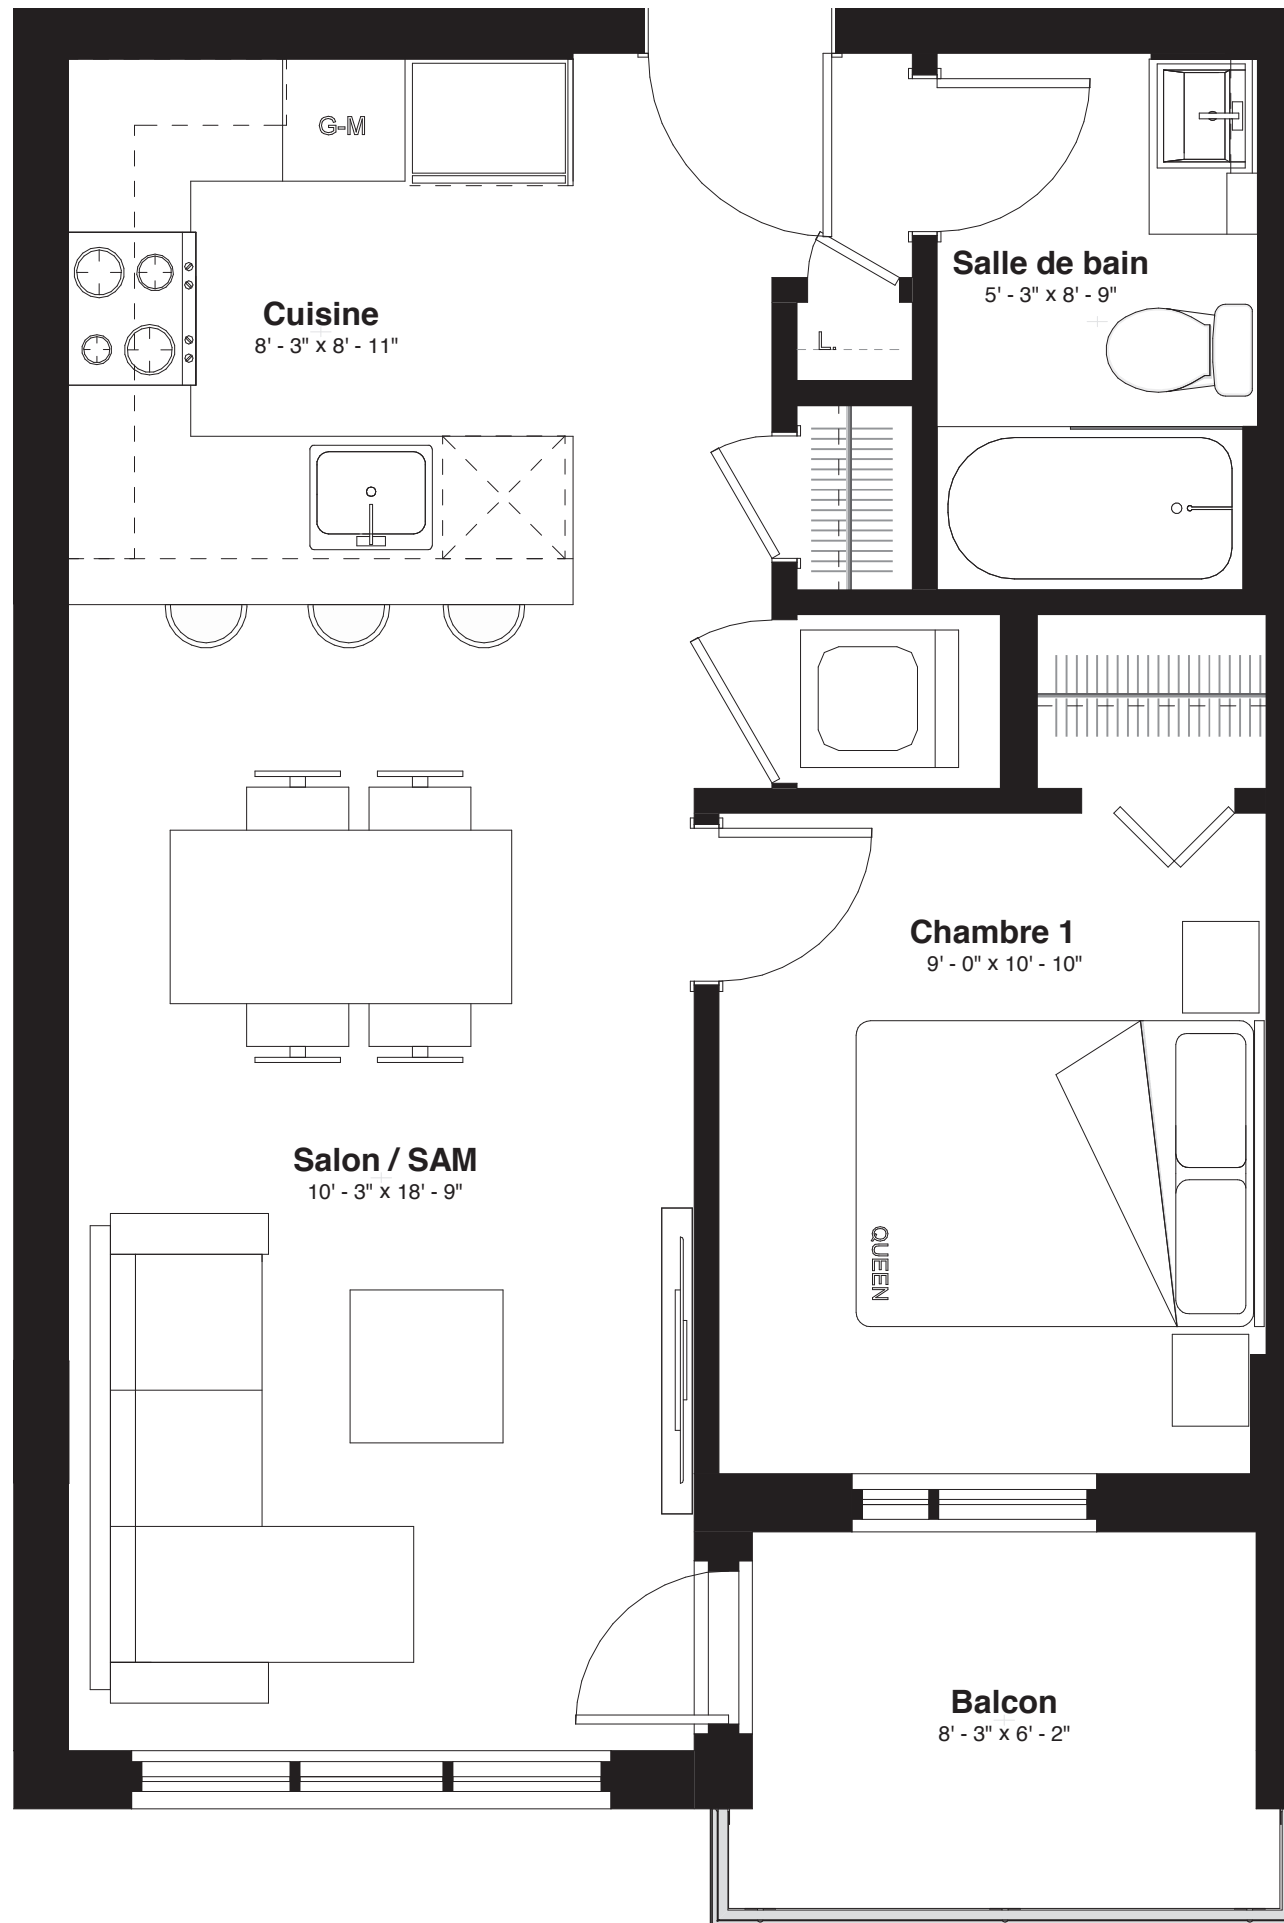 G-M
Salle de bain
5' - 3" x 8' - 9"
Cuisine
8' - 3" x 8' - 11"
L.
Chambre 1
9' - 0" x 10' - 10"
Salon / SAM
10' - 3" x 18' - 9"
QUEEN
Balcon
8' - 3" x 6' - 2"